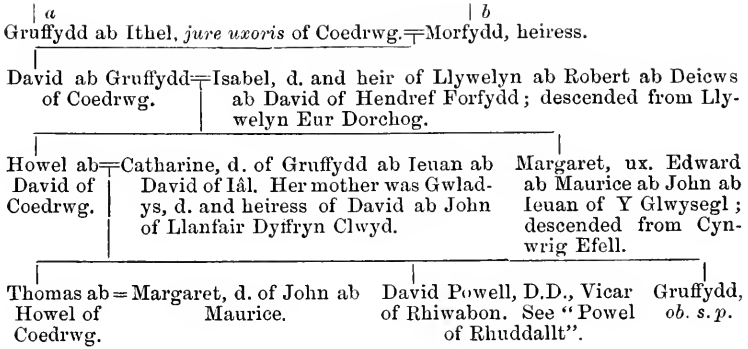 a b
Gruffydd ab Ithel, jure uxoris of Coedrwg.=Morfydd, heiress.
David ab Gruffydd=Isabel, d. and heir of Llywelyn ab Robert ab Deicws
of Coedrwg. ab David of Hendref Forfydd; descended from Lly-
welyn Eur Dorchog.
Howel ab=Catharine, d. of Gruffydd ab Ieuan ab
David of David of Iâl. Her mother was Gwlad-
Coedrwg. ys, d. and heiress of David ab John
of Llanfair Dyffryn Clwyd.
Margaret, ux. Edward
ab Maurice ab John ab
Ieuan of Y Glwysegl;
descended from Cyn-
wrig Efell.
Thomas ab=Margaret, d. of John ab
Howel of Maurice.
Coedrwg.
David Powell, D.D., Vicar
of Rhiwabon. See "Powel
of Rhuddallt".
Gruffydd,
ob. s. p.